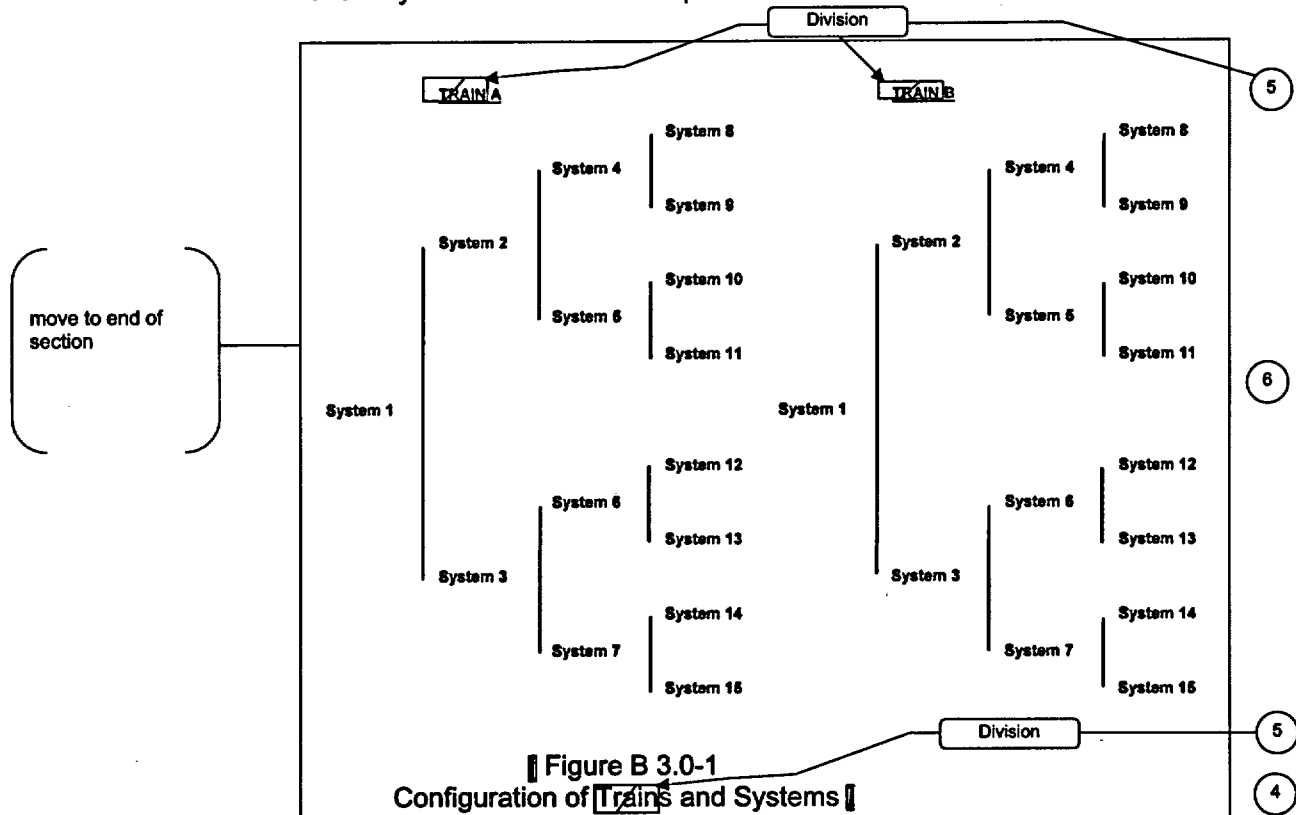 Division
TRAIN A
TRAIN B
5
System 8
System 8
System 4
System 4
System 9
System 9
System 2
System 2
System 10
System 10
move to end of
section
System 5
System 5
System 11
System 11
6
System 1
System 1
System 12
System 12
System 6
System 6
System 13
System 13
System 3
System 3
System 14
System 14
System 7
System 7
System 15
System 15
Division
5
Figure B 3.0-1
Configuration of Trains and Systems
4